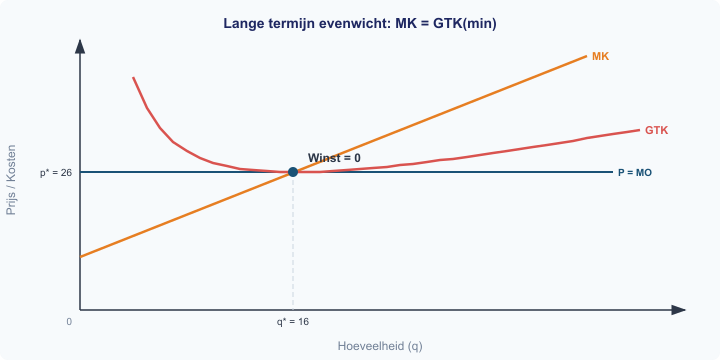 Lange termijn evenwicht: MK = GTK(min)
MK
GTK
Winst = 0
p* = 26
P = MO
Prijs / Kosten
0
q* = 16
Hoeveelheid (q)